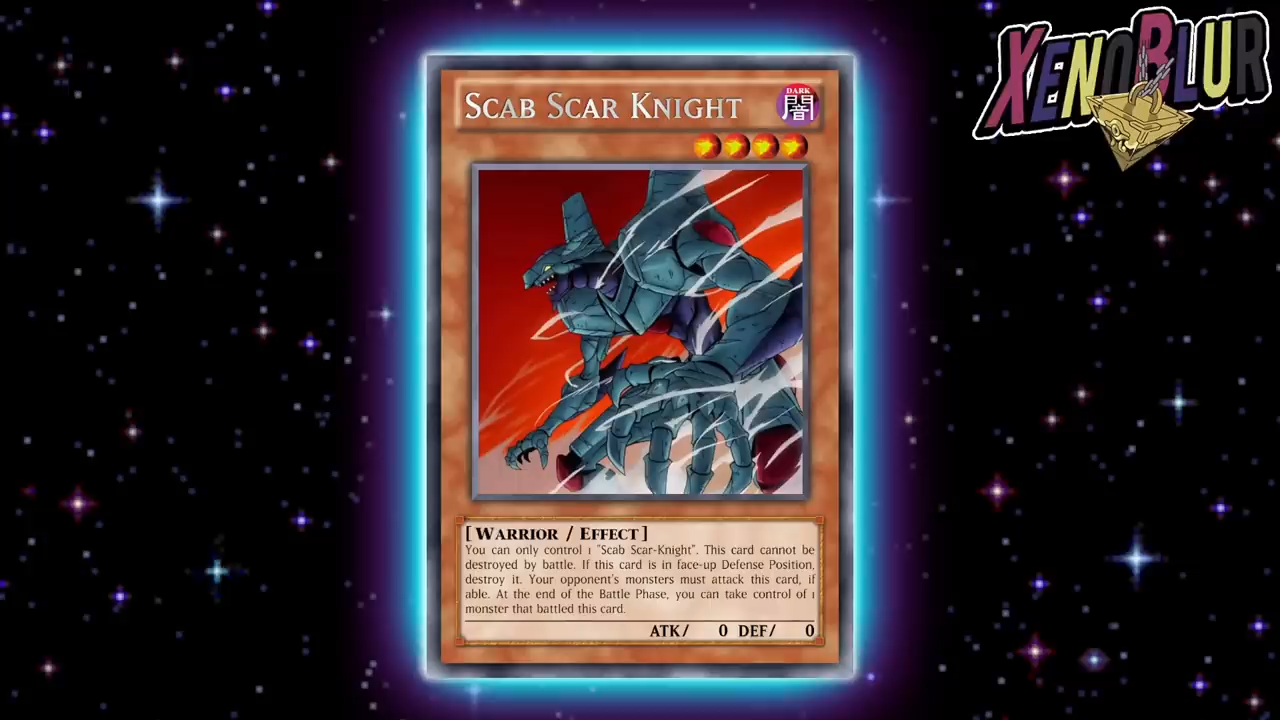 XENOBLUR
SCAB SCAR KNIGHT
DARK
闇
[ WARRIOR / EFFECT ]
You can only control 1 "Scab Scar-Knight". This card cannot be
destroyed by battle. If this card is in face-up Defense Position,
destroy it. Your opponent's monsters must attack this card, if
able. At the end of the Battle Phase, you can take control of 1
monster that battled this card.
ATK/ 0 DEF/ 0